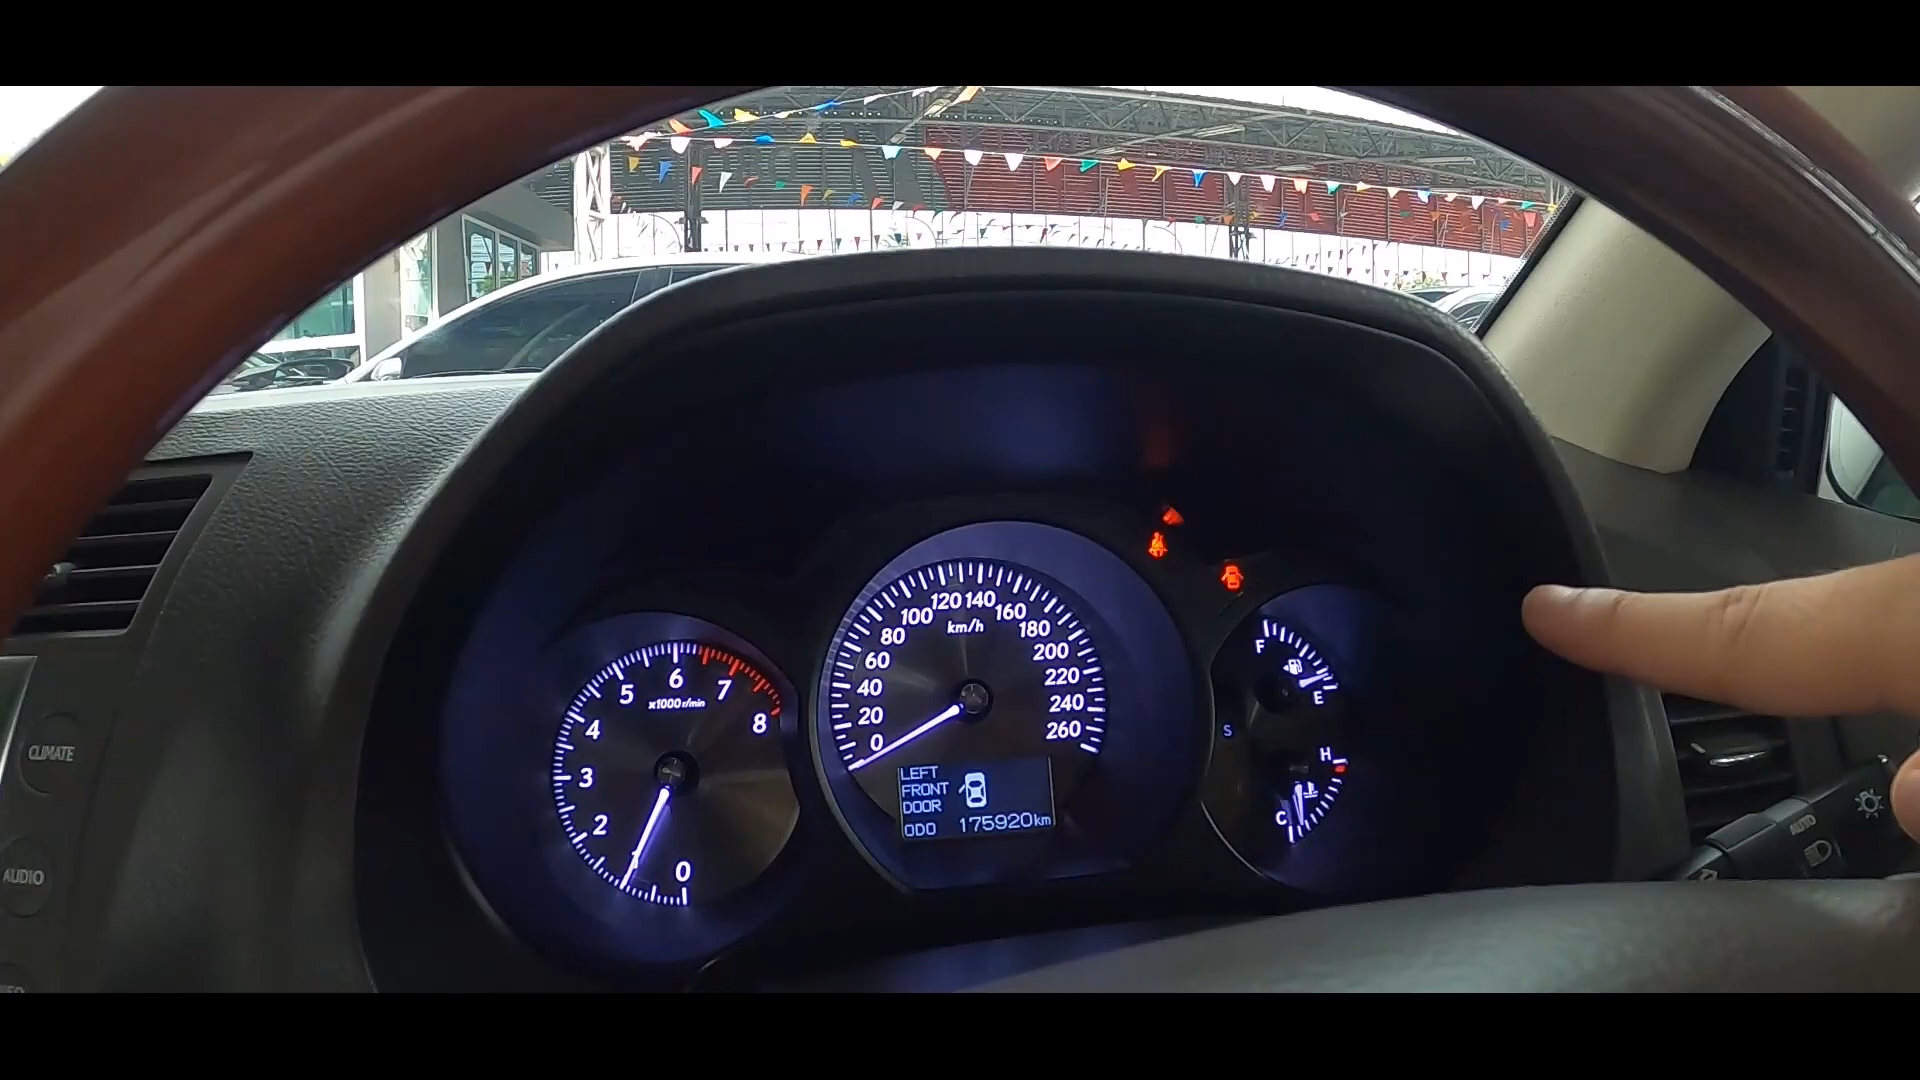 CLIMATE
AUDIO
0
1
2
3
4
5
6
7
8
x1000r/min
0
20
40
60
80
100
120
140
160
180
200
220
240
260
km/h
LEFT
FRONT
DOOR
ODO 175920km
F
E
S
H
C
AUTO